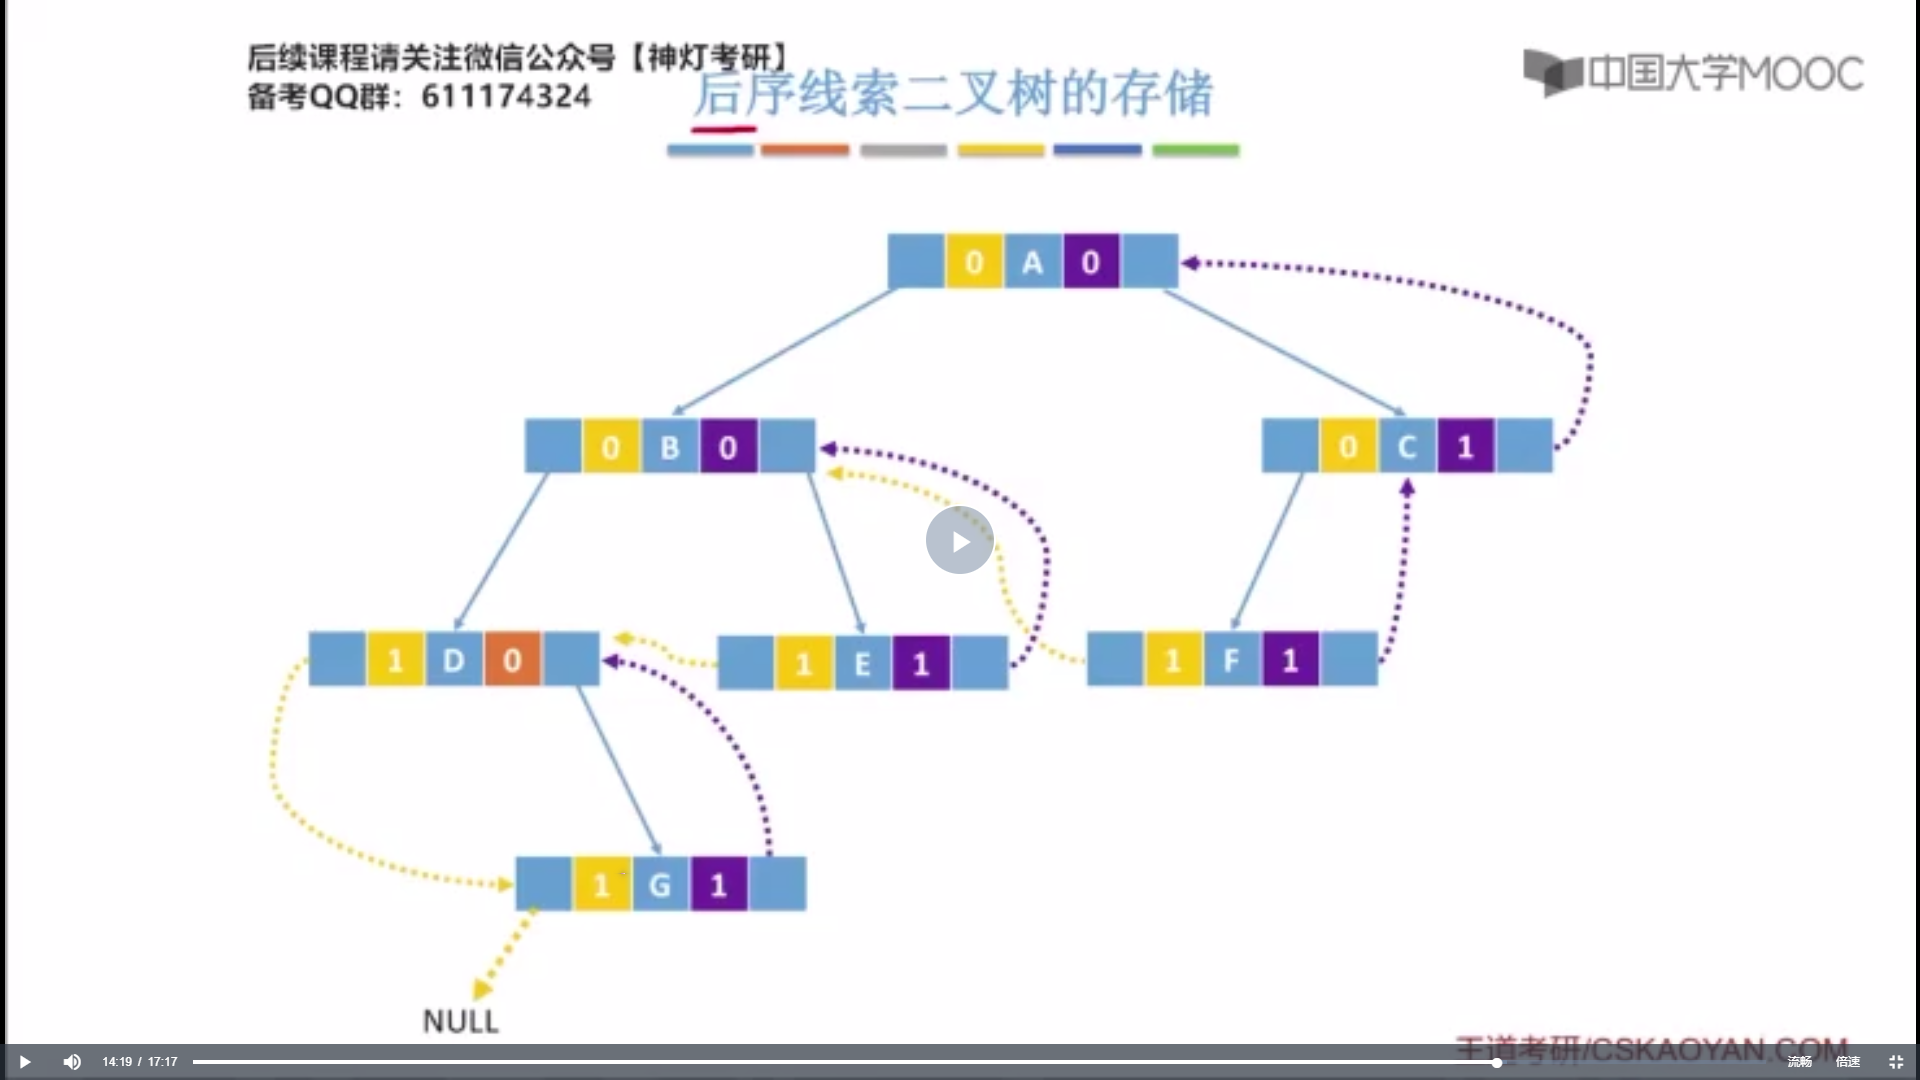 后续课程请关注微信公众号【神灯考研】
备考QQ群：611174324
中国大学MOOC
后序线索二叉树的存储
0 A 0
0 B 0
0 C 1
1 D 0
1 E 1
1 F 1
1 G 1
NULL
王道考研/CSKAOYAN.COM
14:19 / 17:17
流畅
倍速